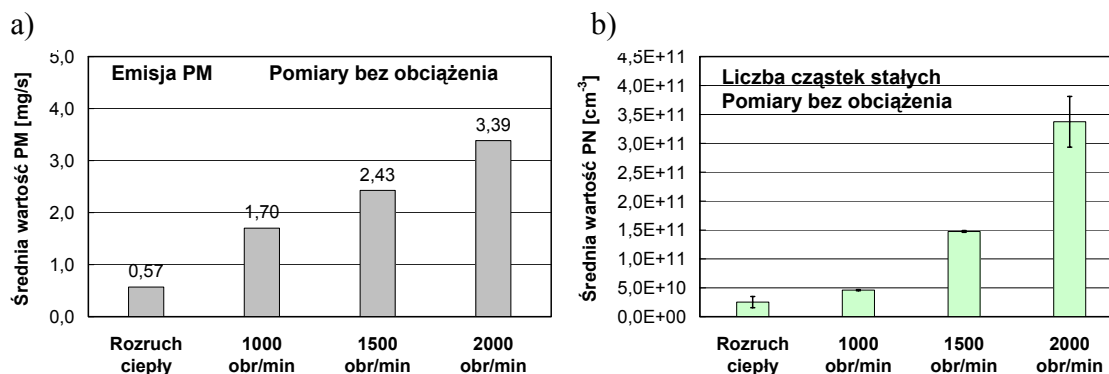 a)
Średnia wartość PM [mg/s]
5,0
4,0
3,0
2,0
1,0
0,0
Emisja PM Pomiary bez obciążenia
0,57
1,70
2,43
3,39
Rozruch ciepły
1000 obr/min
1500 obr/min
2000 obr/min
b)
Średnia wartość PN [cm-3]
4,5E+11
4,0E+11
3,5E+11
3,0E+11
2,5E+11
2,0E+11
1,5E+11
1,0E+11
5,0E+10
0,0E+00
Liczba cząstek stałych
Pomiary bez obciążenia
Rozruch ciepły
1000 obr/min
1500 obr/min
2000 obr/min